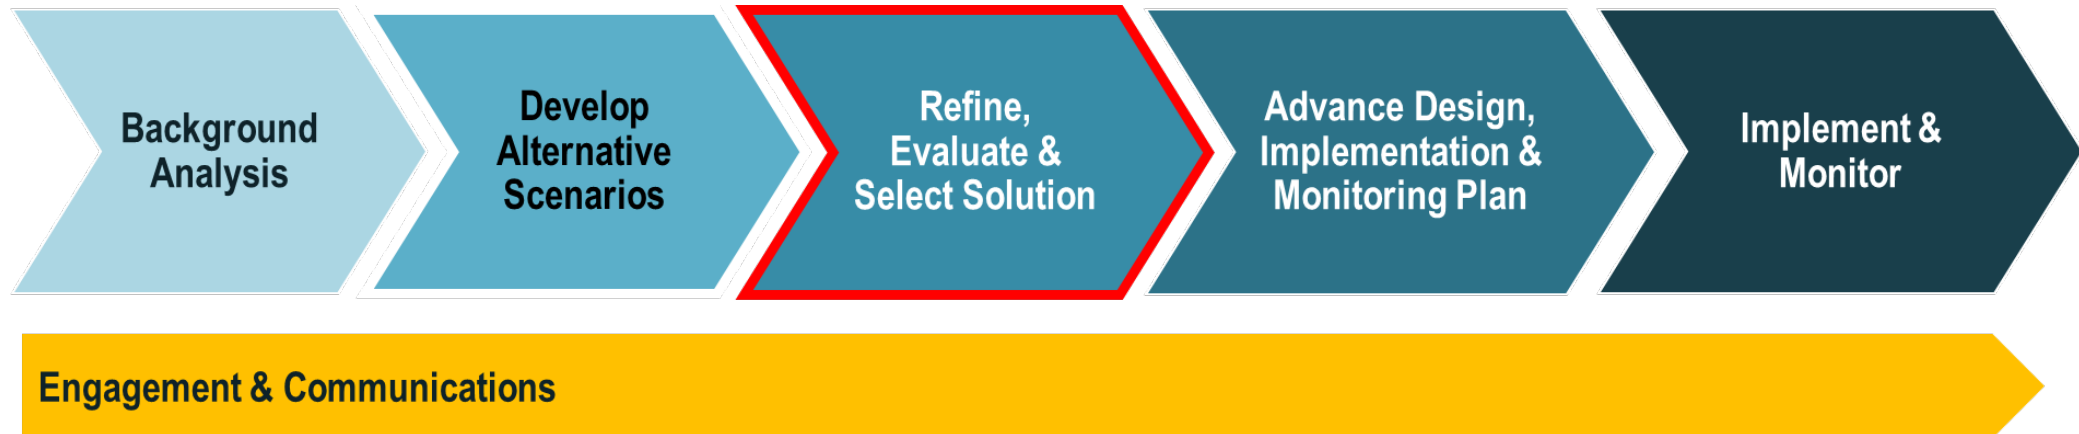 Background
Analysis
Develop
Alternative
Scenarios
Refine,
Evaluate &
Select Solution
Advance Design,
Implementation &
Monitoring Plan
Implement &
Monitor
Engagement & Communications